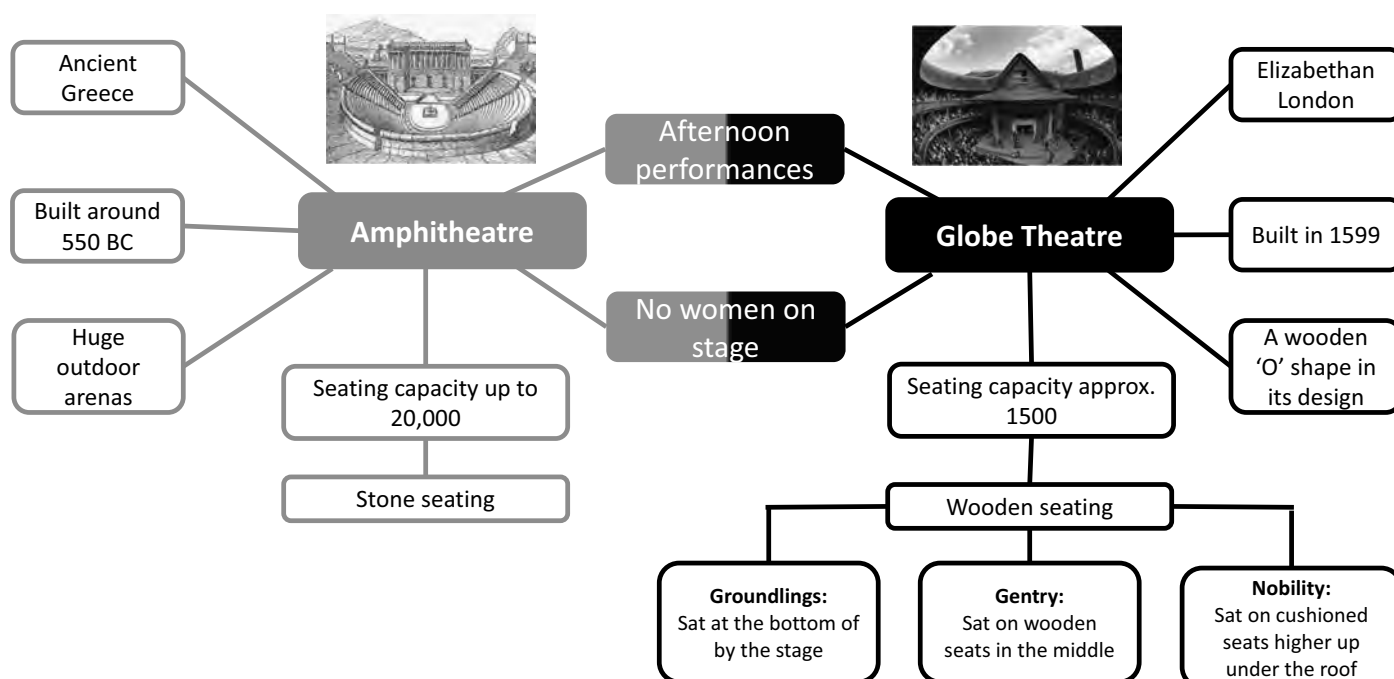 Ancient
Greece
Built around
550 BC
Huge
outdoor
arenas
Amphitheatre
Seating capacity up to
20,000
Stone seating
Afternoon
performances
No women on
stage
Globe Theatre
Elizabethan
London
Built in 1599
A wooden
‘O’ shape in
its design
Seating capacity approx.
1500
Wooden seating
Groundlings:
Sat at the bottom of
by the stage
Gentry:
Sat on wooden
seats in the middle
Nobility:
Sat on cushioned
seats higher up
under the roof